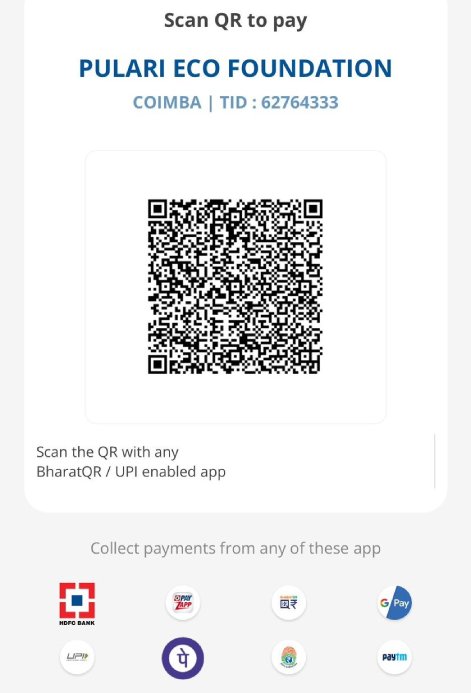 Scan QR to pay
PULARI ECO FOUNDATION
COIMBA | TID : 62764333
Scan the QR with any
BharatQR / UPI enabled app
Collect payments from any of these app
HDFC BANK
PAY
ZAPP
G Pay
UPI
पे
paytm